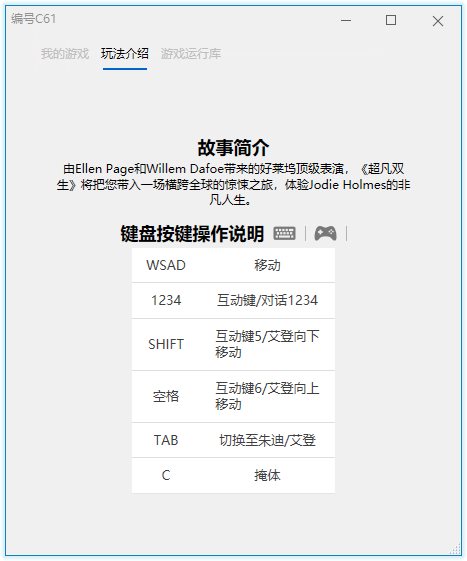 编号C61
我的游戏 玩法介绍 游戏运行库
故事简介
由Ellen Page和Willem Dafoe带来的好莱坞顶级表演，《超凡双
生》将把您带入一场横跨全球的惊悚之旅，体验Jodie Holmes的非
凡人生。
键盘按键操作说明
WSAD 移动
1234 互动键/对话1234
SHIFT 互动键5/艾登向下
移动
空格 互动键6/艾登向上
移动
TAB 切换至朱迪/艾登
C 掩体